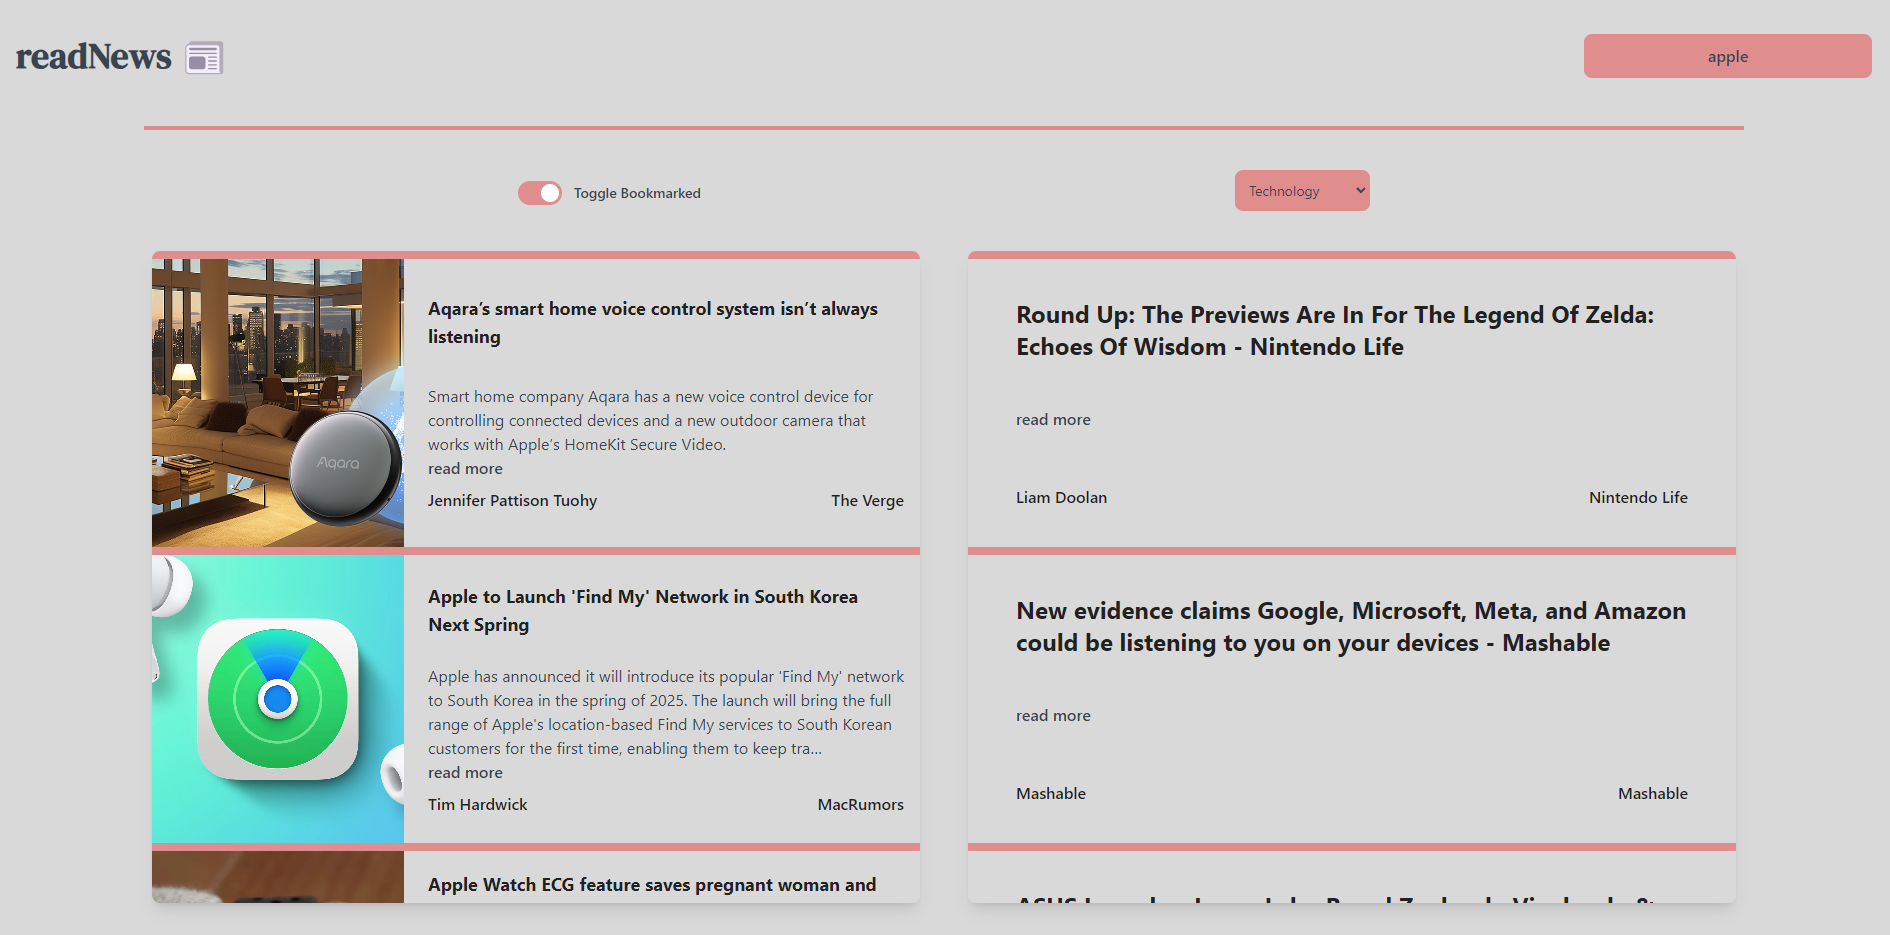 readNews
apple
Toggle Bookmarked
Technology
Aqara’s smart home voice control system isn’t always
listening
Smart home company Aqara has a new voice control device for
controlling connected devices and a new outdoor camera that
works with Apple’s HomeKit Secure Video.
read more
Jennifer Pattison Tuohy
The Verge
Aqara
Apple to Launch 'Find My' Network in South Korea
Next Spring
Apple has announced it will introduce its popular 'Find My' network
to South Korea in the spring of 2025. The launch will bring the full
range of Apple's location-based Find My services to South Korean
customers for the first time, enabling them to keep tra...
read more
Tim Hardwick
MacRumors
Apple Watch ECG feature saves pregnant woman and
Round Up: The Previews Are In For The Legend Of Zelda:
Echoes Of Wisdom - Nintendo Life
read more
Liam Doolan
Nintendo Life
New evidence claims Google, Microsoft, Meta, and Amazon
could be listening to you on your devices - Mashable
read more
Mashable
Mashable